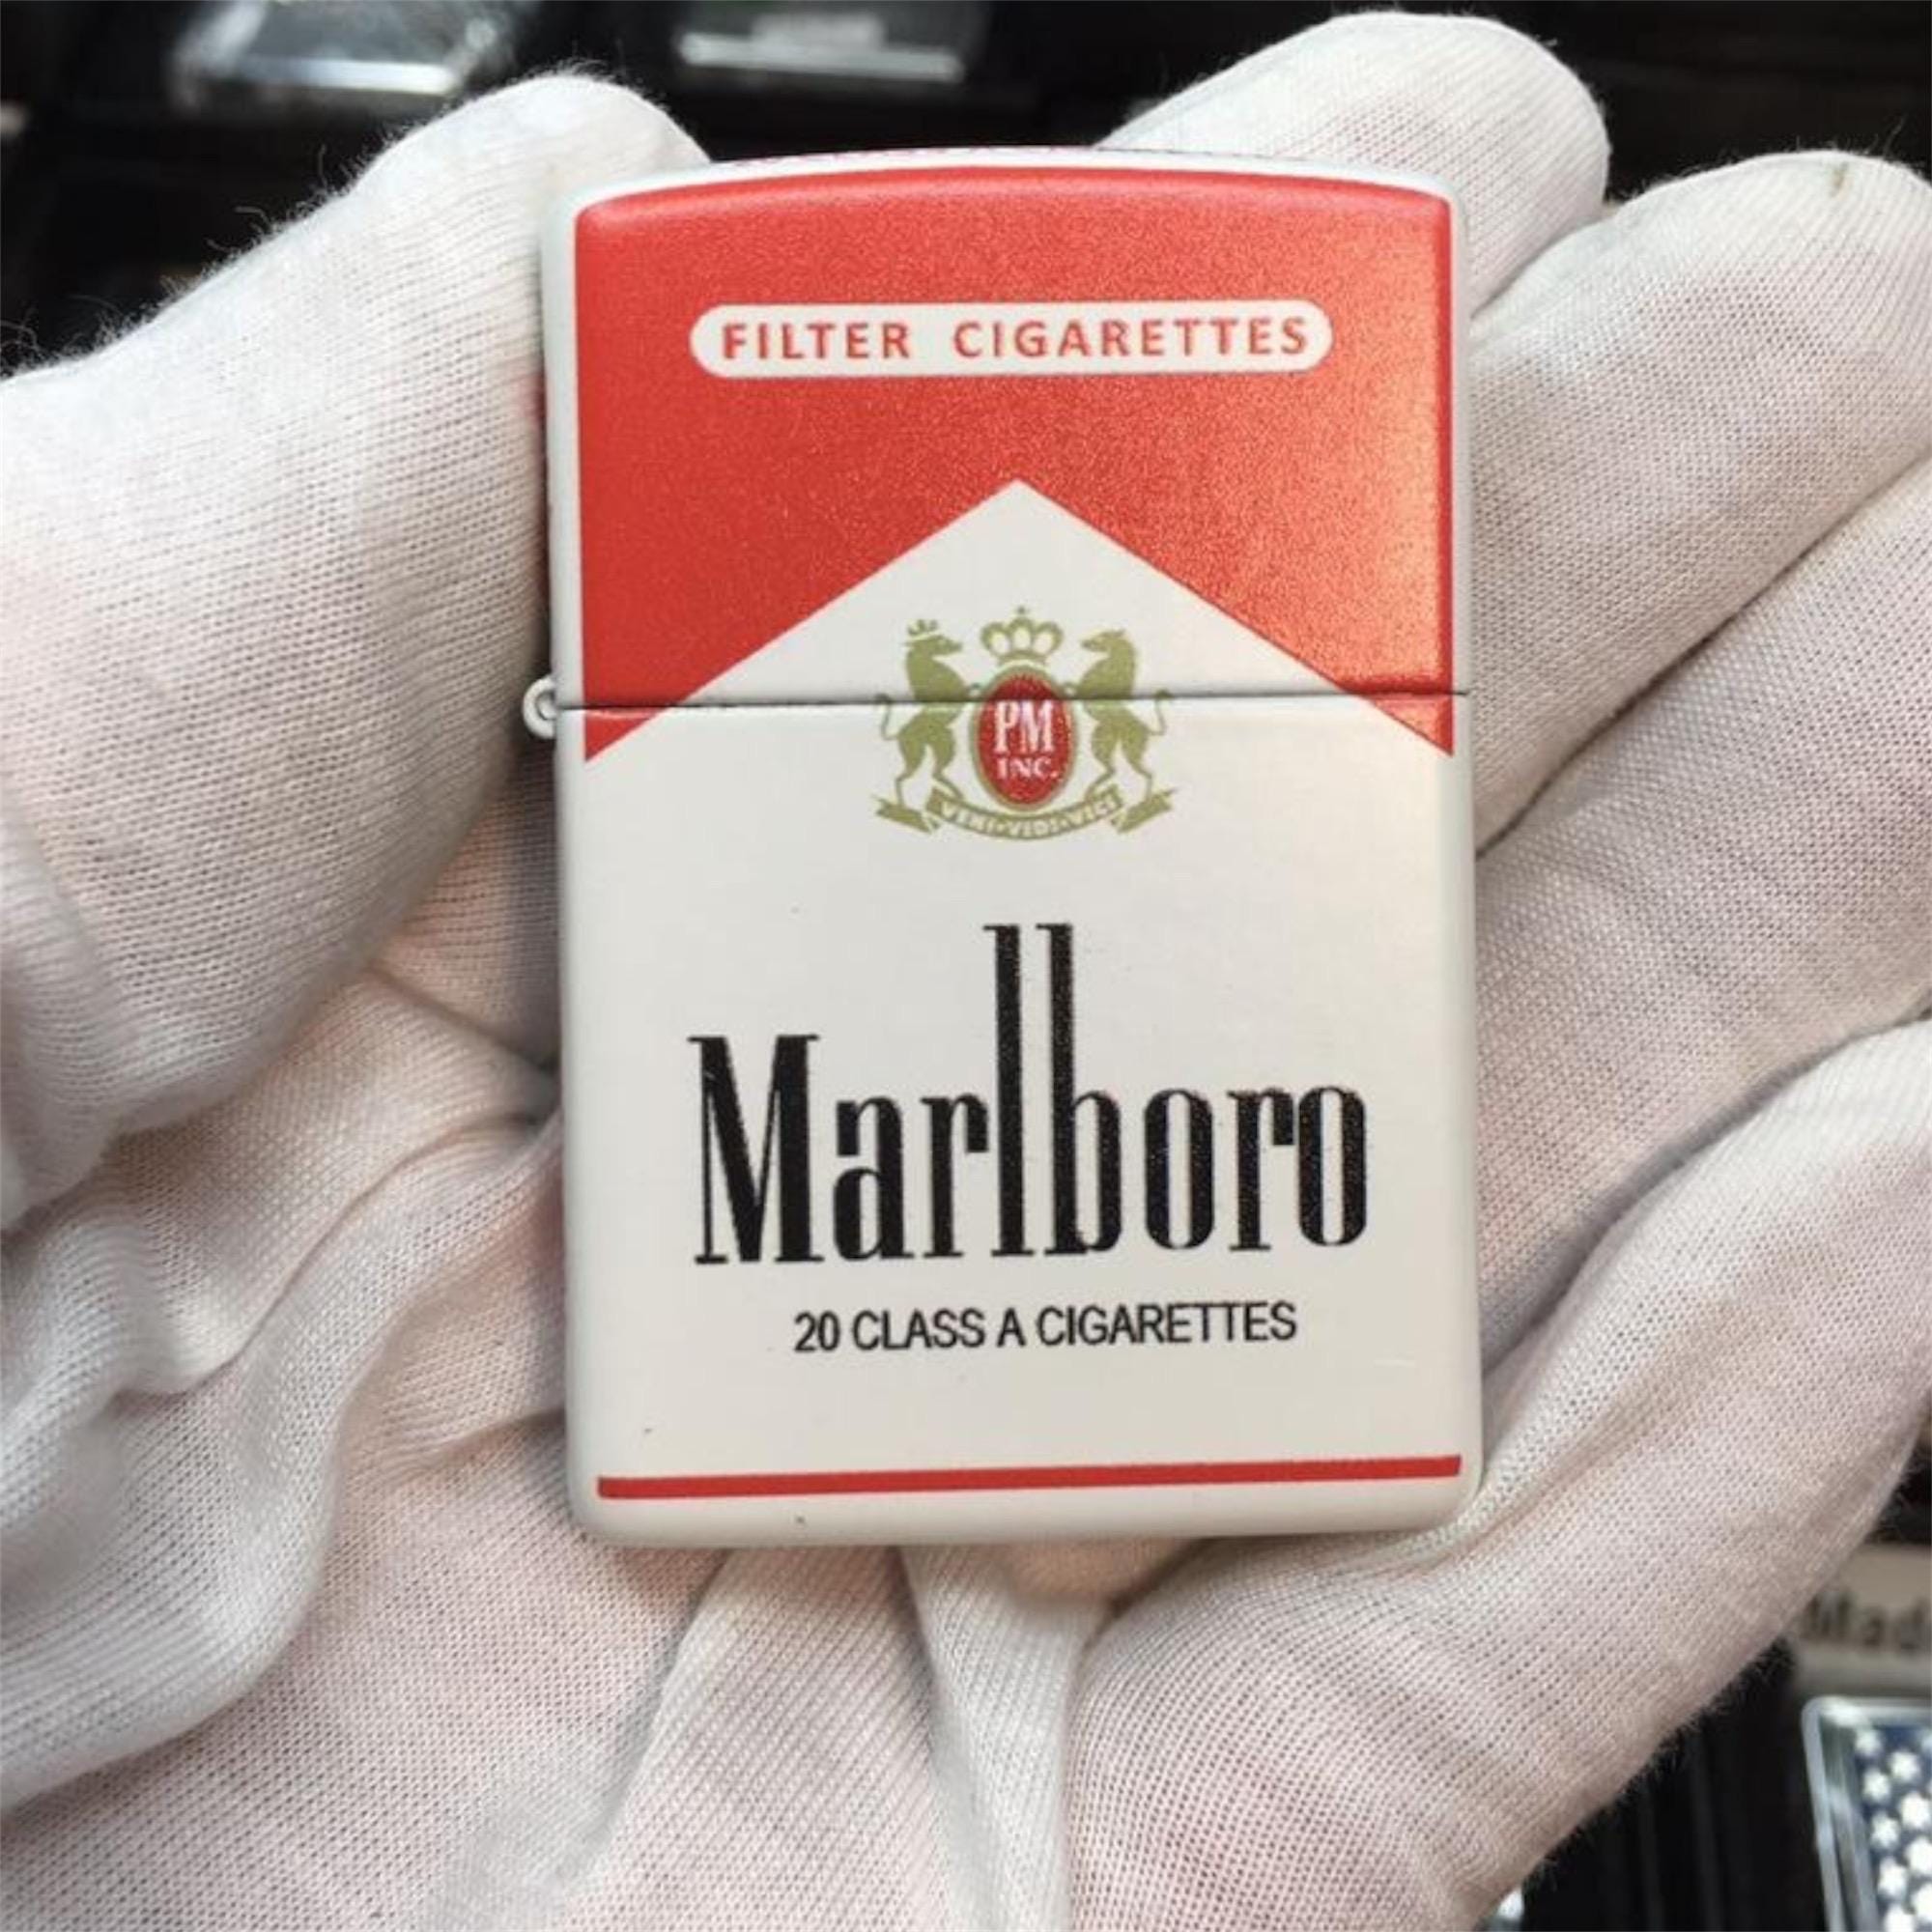 FILTER CIGARETTES
PM
INC.
VENI·VIDI·VICI
Marlboro
20 CLASS A CIGARETTES